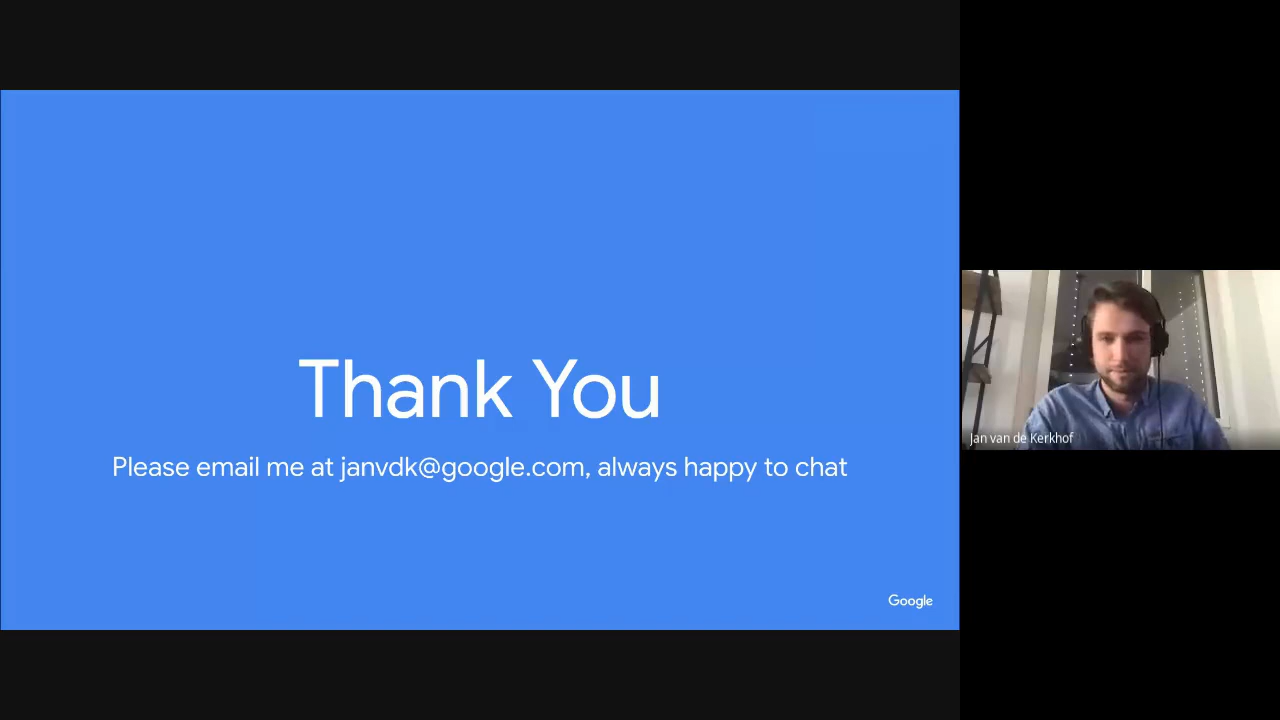 Thank You
Please email me at janvdk@google.com, always happy to chat
Google
Jan van de Kerkhof